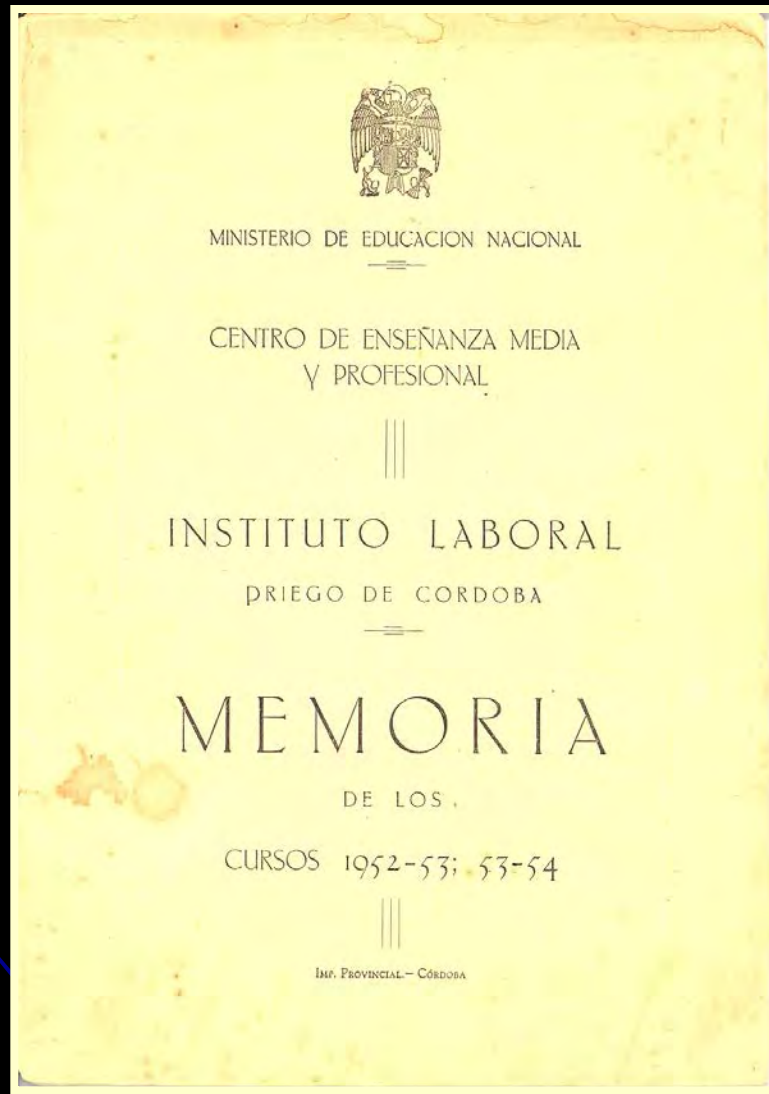 MINISTERIO DE EDUCACION NACIONAL
CENTRO DE ENSEÑANZA MEDIA
Y PROFESIONAL
INSTITUTO LABORAL
PRIEGO DE CORDOBA
MEMORIA
DE LOS
CURSOS 1952-53; 53-54
IMP. PROVINCIAL.— CÓRDOBA